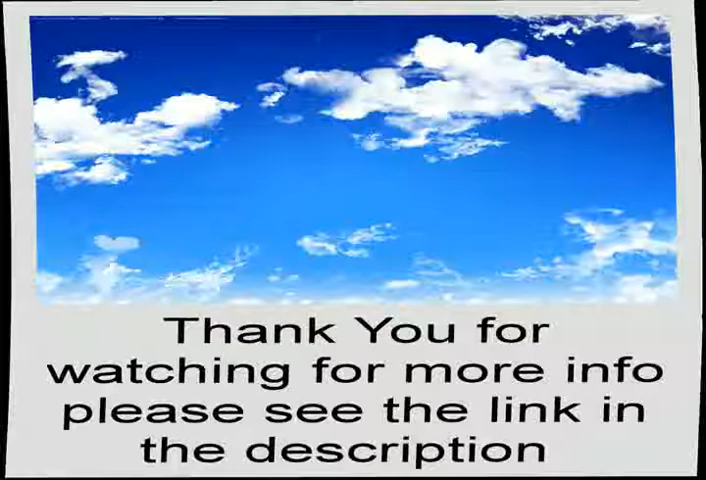 Thank You for
watching for more info
please see the link in
the description